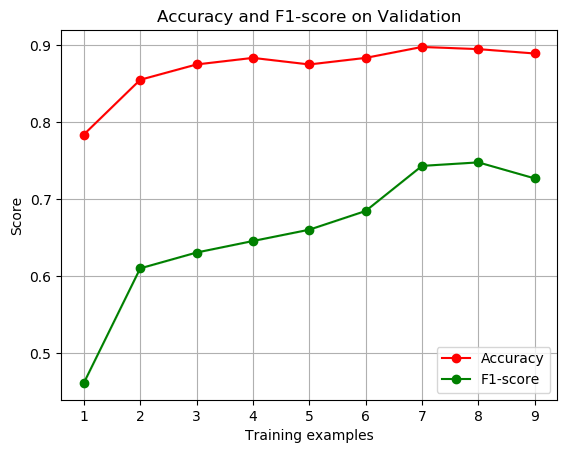 Accuracy and F1-score on Validation
0.9
0.8
0.7
0.6
0.5
Score
1 2 3 4 5 6 7 8 9
Training examples
Accuracy
F1-score